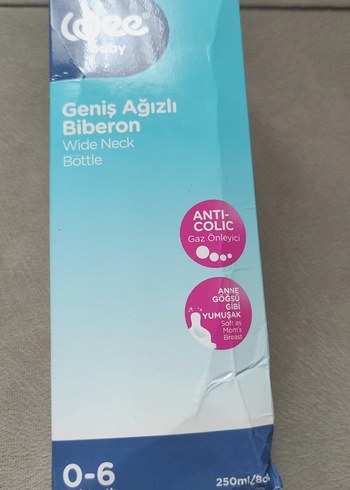 wee
baby
Geniş Ağızlı
Biberon
Wide Neck
Bottle
ANTI-
COLIC
Gaz Önleyici
ANNE
GÖĞSÜ
GİBİ
YUMUŞAK
Soft as
Mom's
Breast
0-6
250ml/8o